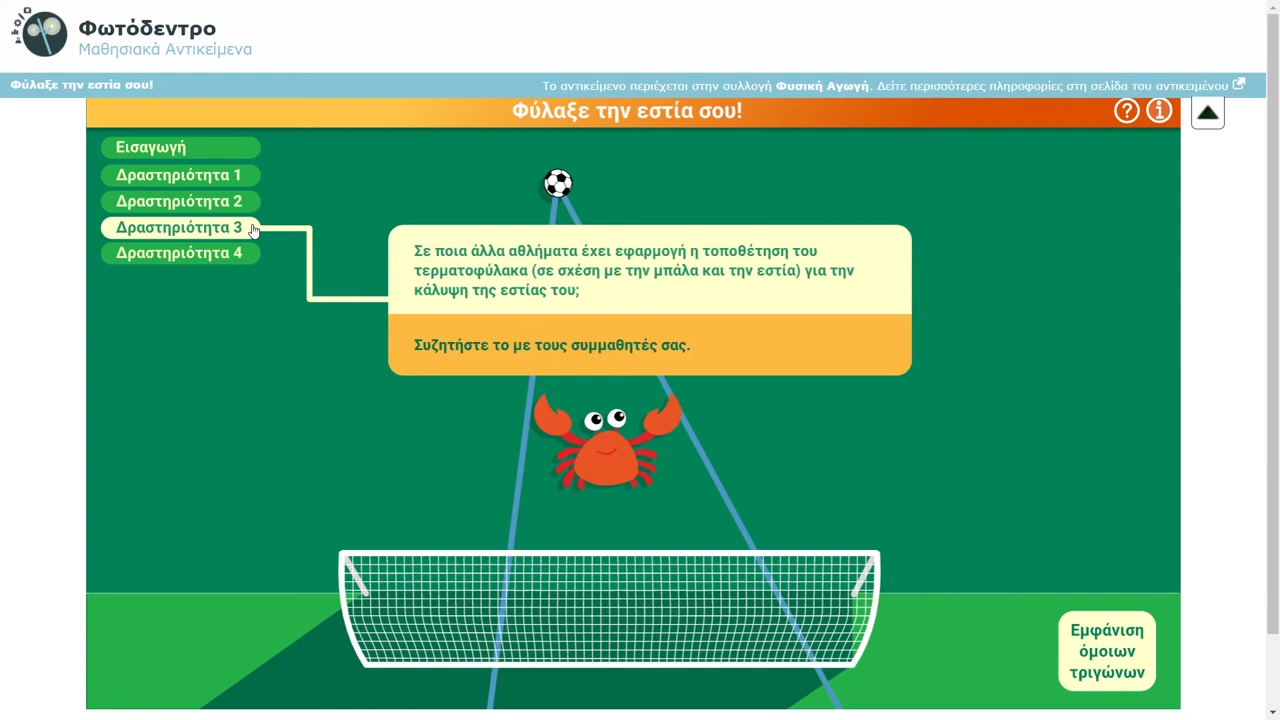 Φωτόδεντρο
Μαθησιακά Αντικείμενα
Φύλαξε την εστία σου!
Το αντικείμενο περιέχεται στην συλλογή Φυσική Αγωγή. Δείτε περισσότερες πληροφορίες στη σελίδα του αντικειμένου
Φύλαξε την εστία σου!
Εισαγωγή
Δραστηριότητα 1
Δραστηριότητα 2
Δραστηριότητα 3
Δραστηριότητα 4
Σε ποια άλλα αθλήματα έχει εφαρμογή η τοποθέτηση του
τερματοφύλακα (σε σχέση με την μπάλα και την εστία) για την
κάλυψη της εστίας του;
Συζητήστε το με τους συμμαθητές σας.
Εμφάνιση
όμοιων
τριγώνων